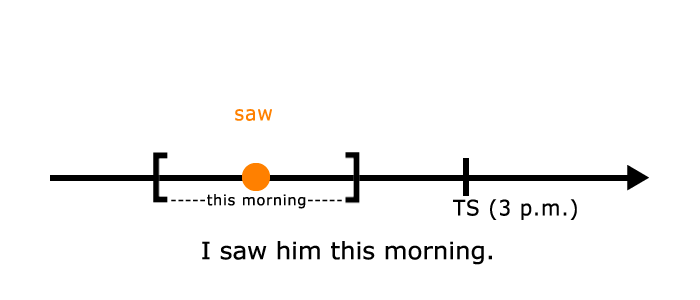 saw
-----this morning-----
TS (3 p.m.)
I saw him this morning.